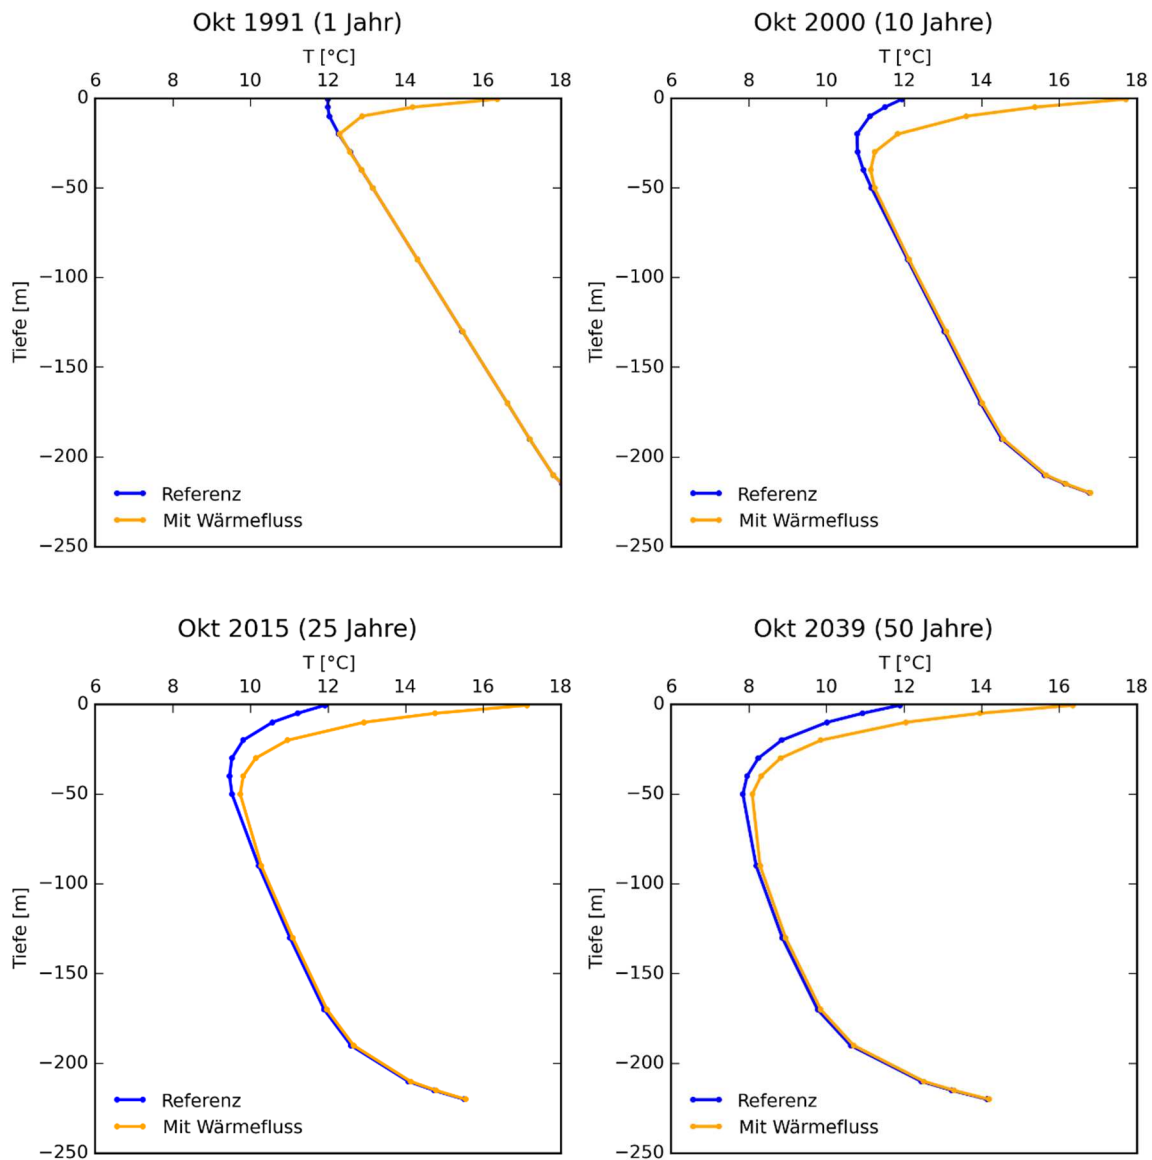 Okt 1991 (1 Jahr)
T [°C]
6 8 10 12 14 16 18
0
−50
−100
−150
−200
−250
Tiefe [m]
Referenz
Mit Wärmefluss
Okt 2000 (10 Jahre)
T [°C]
6 8 10 12 14 16 18
0
−50
−100
−150
−200
−250
Tiefe [m]
Referenz
Mit Wärmefluss
Okt 2015 (25 Jahre)
T [°C]
6 8 10 12 14 16 18
0
−50
−100
−150
−200
−250
Tiefe [m]
Referenz
Mit Wärmefluss
Okt 2039 (50 Jahre)
T [°C]
6 8 10 12 14 16 18
0
−50
−100
−150
−200
−250
Tiefe [m]
Referenz
Mit Wärmefluss